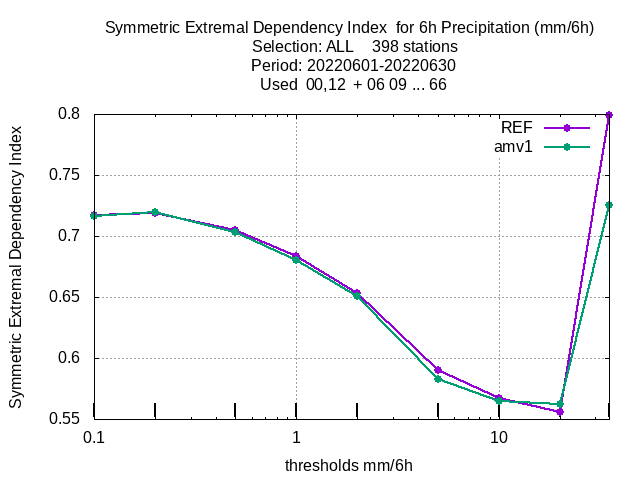 Symmetric Extremal Dependency Index for 6h Precipitation (mm/6h)
Selection: ALL 398 stations
Period: 20220601-20220630
Used 00,12 + 06 09 ... 66
Symmetric Extremal Dependency Index
0.8
0.75
0.7
0.65
0.6
0.55
REF
amv1
0.1
1
10
thresholds mm/6h